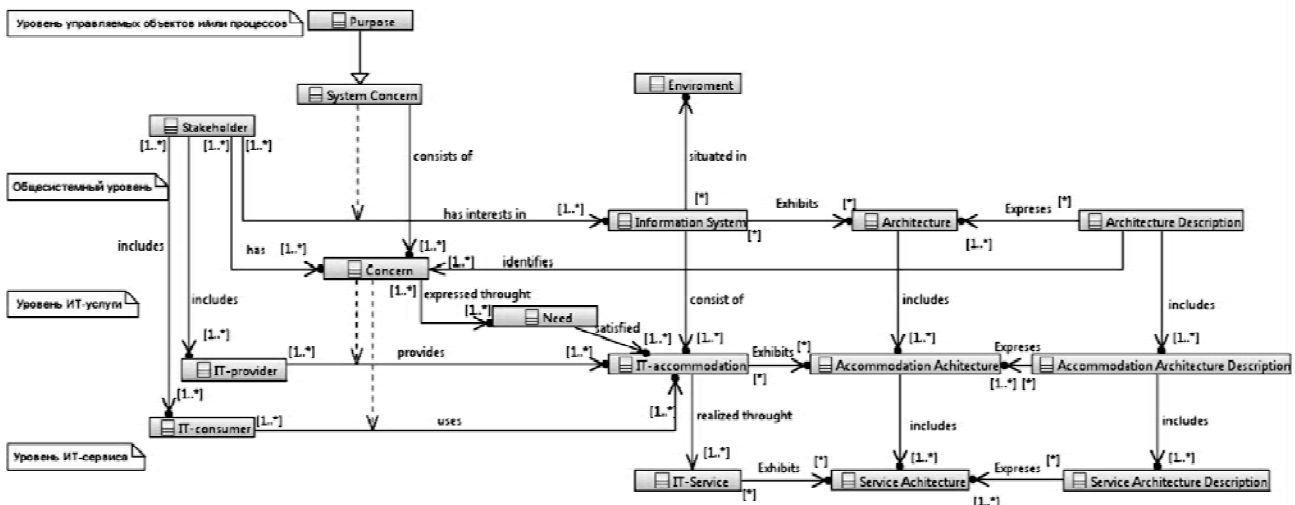 Уровень управляемых объектов и/или процессов
Purpose
System Concern
Enviroment
Stakeholder
[1..*] [1..*] [1..*]
consists of
situated in
Общесистемный уровень
[*]
has interests in
[1..*]
Information System
[*]
Exhibits
[*]
Architecture
Expreses
[*]
[1..*]
Architecture Description
includes
has
[1..*]
[1..*]
Concern
[1..*]
identifies
[1..*]
expressed throught
[1..*]
Need
satisfied
consist of
includes
includes
Уровень ИТ-услуги
includes
[1..*]
IT-provider
[1..*]
provides
[1..*]
[1..*]
[1..*]
IT-accommodation
Exhibits
[*]
[*]
[1..*]
Accommodation Achitecture
Expreses
[1..*] [*]
[1..*]
Accommodation Architecture Description
[1..*]
IT-consumer
[1..*]
uses
[1..*]
realized throught
includes
includes
Уровень ИТ-сервиса
[1..*]
IT-Service
[*]
Exhibits
[*]
[1..*]
Service Achitecture
Expreses
[*]
[1..*]
[1..*]
Service Architecture Description